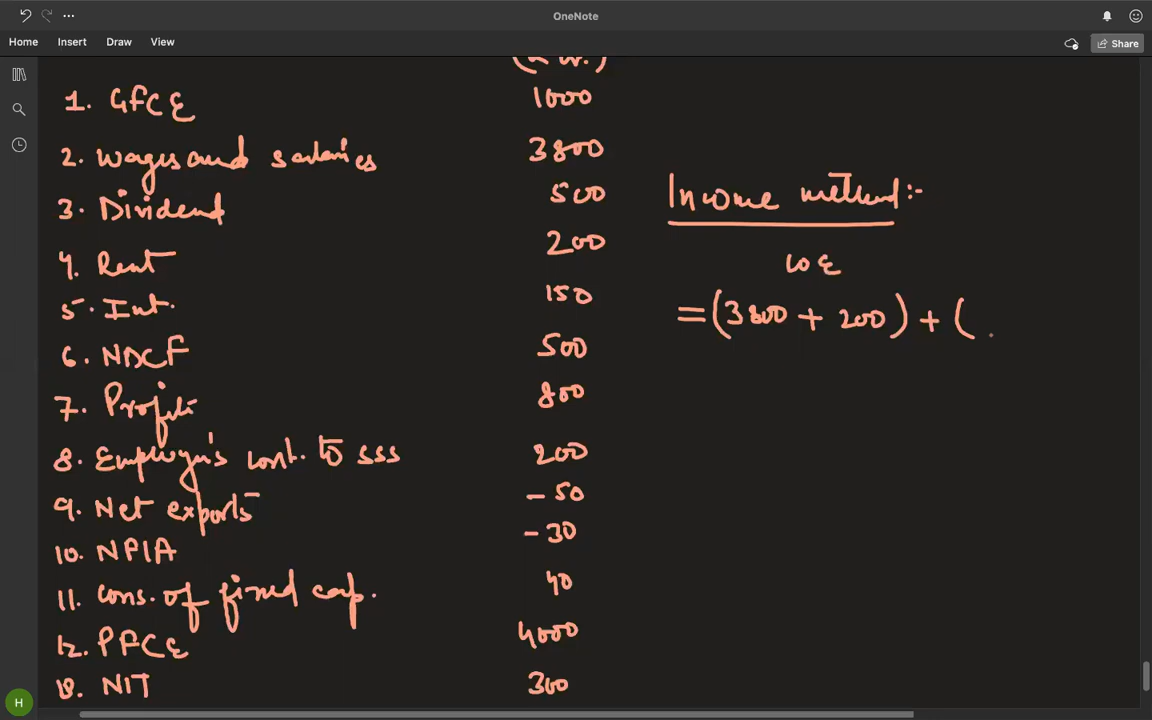 OneNote
Home Insert Draw View
Share
1. GFCE 1000
2. Wages and salaries 3800
3. Dividend 500
4. Rent 200
5. Int. 150
6. NDCF 500
7. Profits 800
8. Employer's cont. to SSS 200
9. Net exports -50
10. NFIA -30
11. Cons. of fixed cap. 40
12. PFCE 4000
13. NIT 300
Income method:-
COE
= (3800 + 200) + (
H